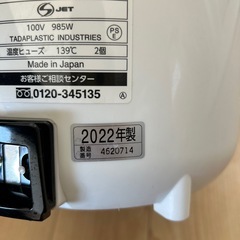 S JET
PS E
100V 985W
TADAPLASTIC INDUSTRIES
温度ヒューズ 139℃ 2個
Made in Japan
お客様ご相談センター
0120-345135
Ⓐ
2022年製
製造番号 4620714